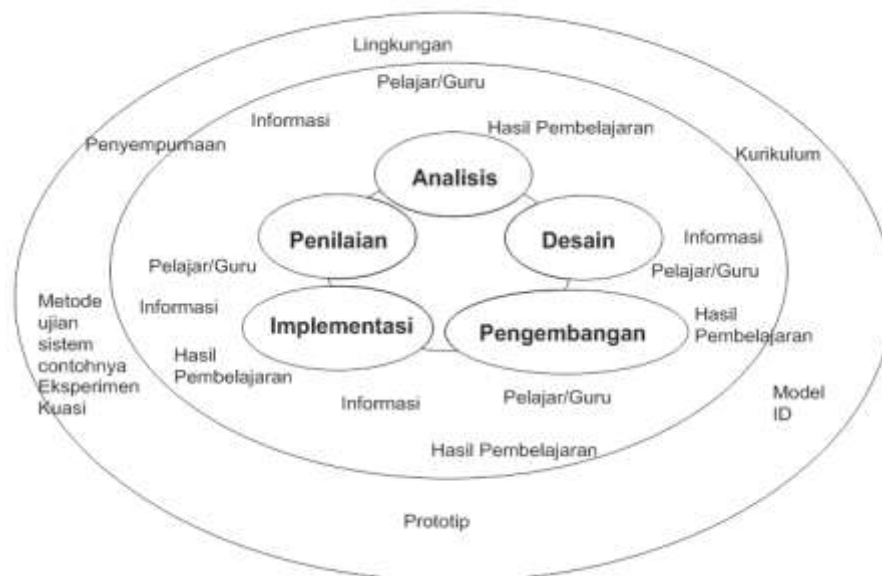 Lingkungan
Pelajar/Guru
Informasi
Hasil Pembelajaran
Penyempurnaan
Kurikulum
Analisis
Penilaian
Desain
Informasi
Pelajar/Guru
Pelajar/Guru
Metode
ujian
sistem
contohnya
Eksperimen
Kuasi
Informasi
Implementasi
Pengembangan
Hasil
Pembelajaran
Hasil
Pembelajaran
Informasi
Pelajar/Guru
Model
ID
Hasil Pembelajaran
Prototip